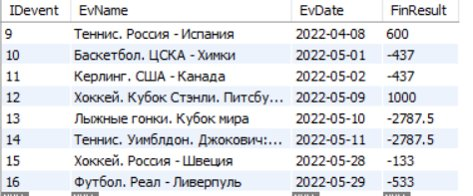 IDevent EvName EvDate FinResult
9 Теннис. Россия - Испания 2022-04-08 600
10 Баскетбол. ЦСКА - Химки 2022-05-01 -437
11 Керлинг. США - Канада 2022-05-02 -437
12 Хоккей. Кубок Стэнли. Питсбу... 2022-05-09 1000
13 Лыжные гонки. Кубок мира 2022-05-10 -2787.5
14 Теннис. Уимблдон. Джокович:... 2022-05-11 -2787.5
15 Хоккей. Россия - Швеция 2022-05-28 -133
16 Футбол. Реал - Ливерпуль 2022-05-29 -533